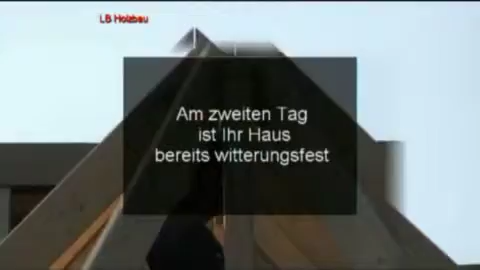 LB Holzbau
Am zweiten Tag
ist Ihr Haus
bereits witterungsfest